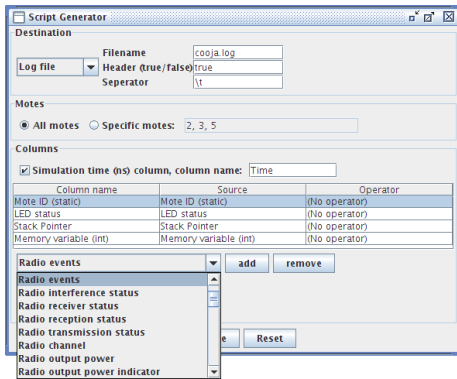 Script Generator
Destination
Log file
Filename cooja.log
Header (true/false) true
Seperator \t
Motes
All motes Specific motes: 2, 3, 5
Columns
Simulation time (ns) column, column name: Time
Column name Source Operator
Mote ID (static) Mote ID (static) (No operator)
LED status LED status (No operator)
Stack Pointer Stack Pointer (No operator)
Memory variable (int) Memory variable (int) (No operator)
Radio events add remove
Radio events
Radio interference status
Radio receiver status
Radio reception status
Radio transmission status
Radio channel
e Reset
Radio output power
Radio output power indicator